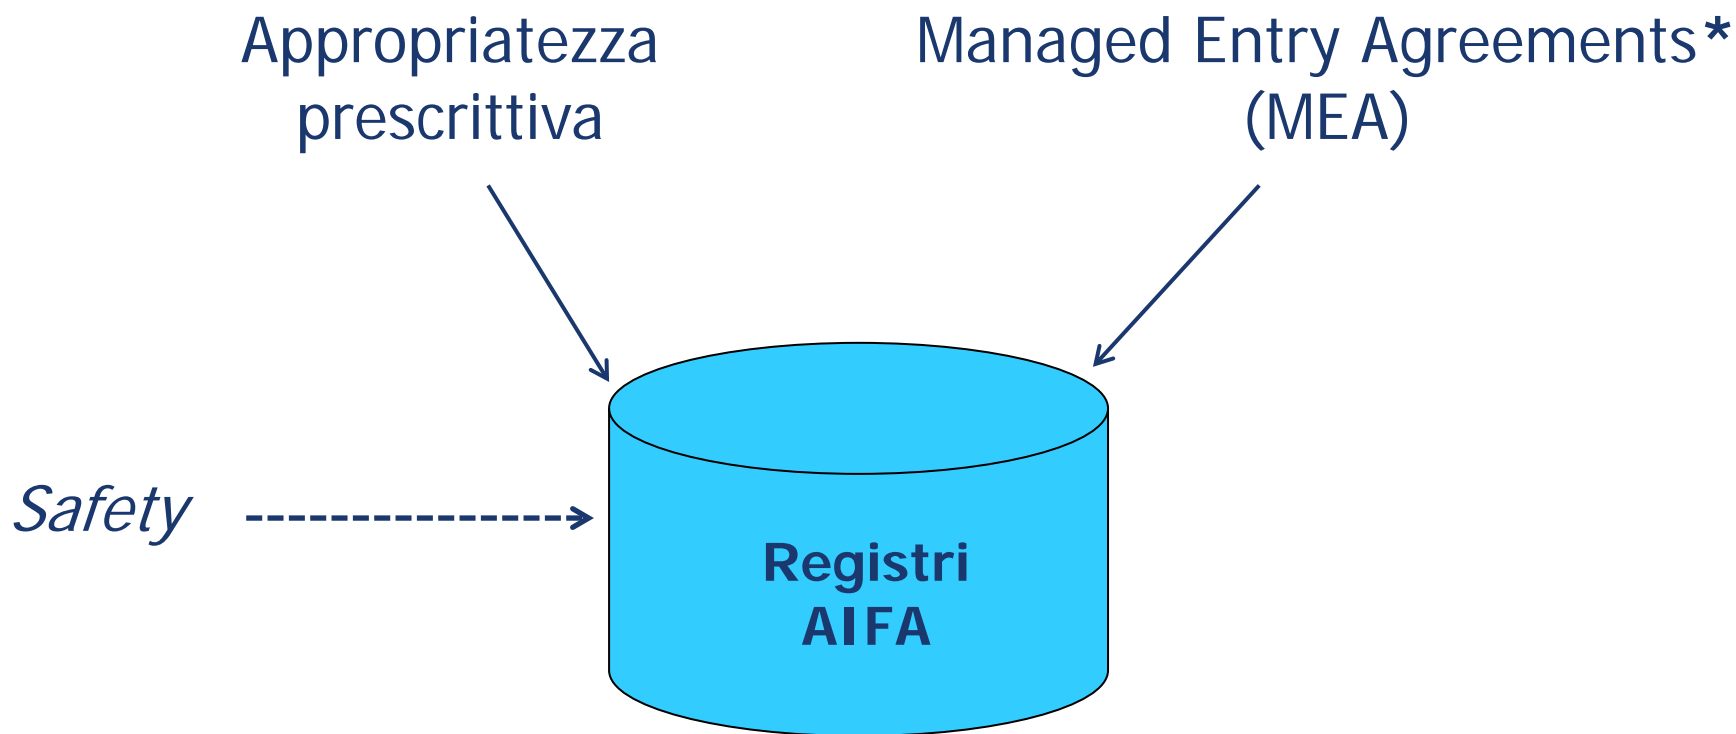 Appropriatezza
prescrittiva
Managed Entry Agreements*
(MEA)
Safety
Registri
AIFA